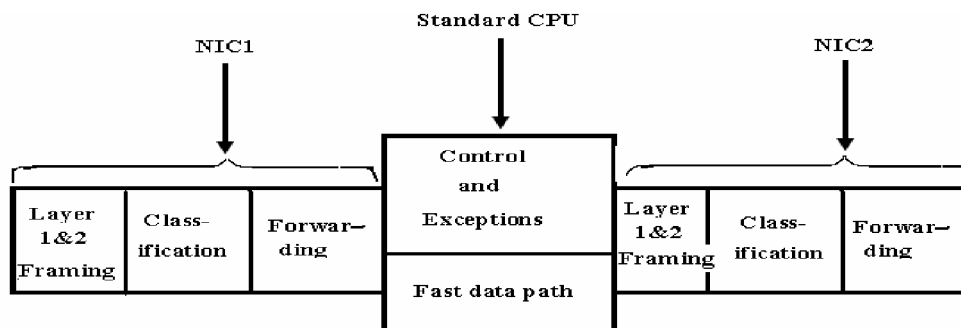 Standard CPU
NIC1
NIC2
Layer
1&2
Framing
Class-
ification
Forwar-
ding
Control
and
Exceptions
Fast data path
Layer
1&2
Framing
Class-
ification
Forwar-
ding